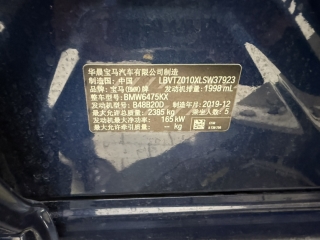 华晨宝马汽车有限公司制造
制造国：中国 LBVTZ010XLSW37923
品牌：宝马(BMW)牌 发动机排量：1998mL
整车型号：BMW6475KX
发动机型号：B48B20D 制造年月：2019-12
最大允许总质量：2385 kg 乘坐人数：5
发动机最大净功率：165 kW
最大允许牵引质量：— kg